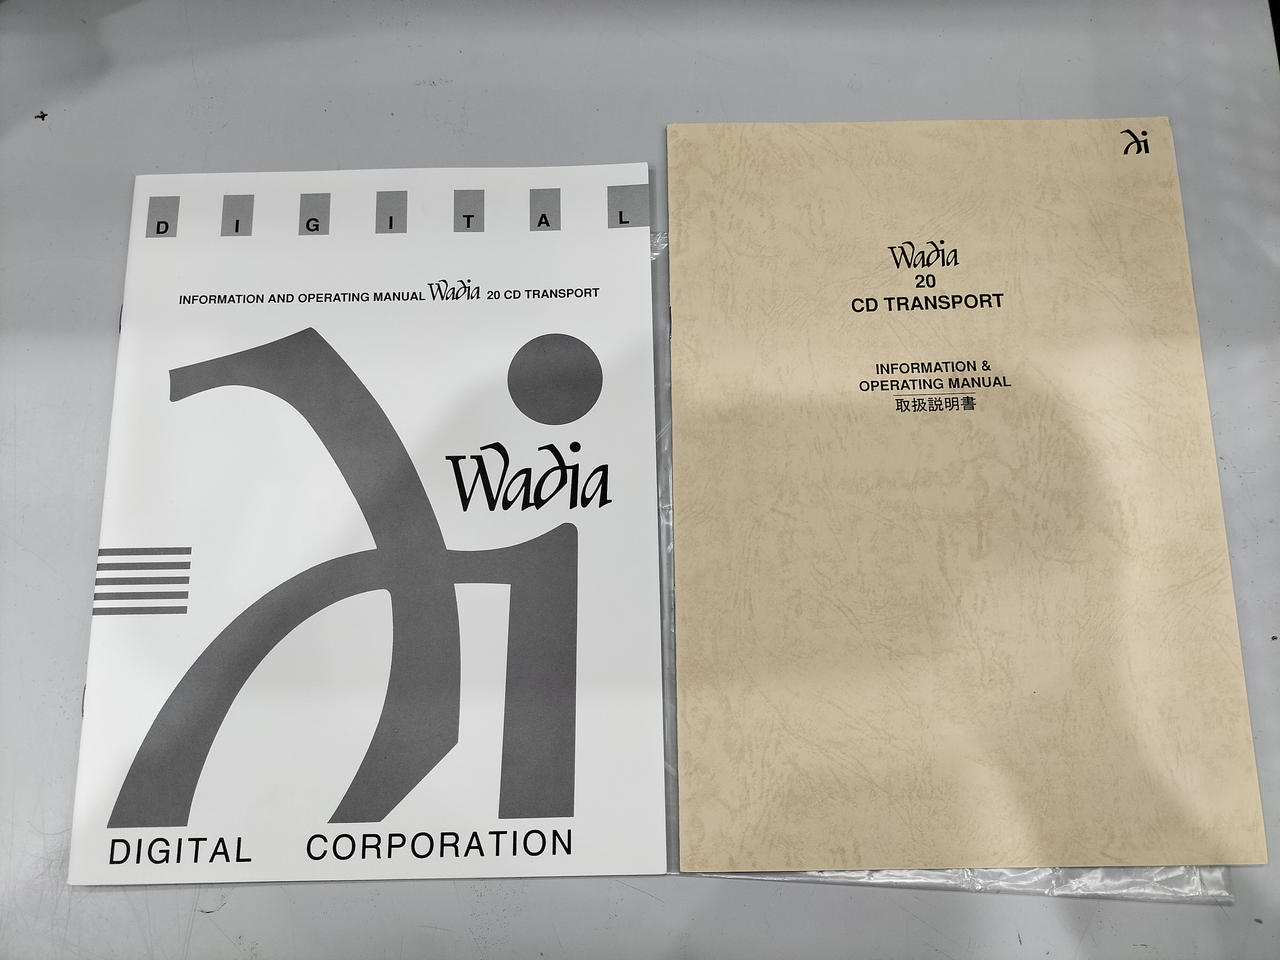 DIGITAL
INFORMATION AND OPERATING MANUAL Wadia 20 CD TRANSPORT
Wadia
DIGITAL CORPORATION
Wadia
20
CD TRANSPORT
INFORMATION &
OPERATING MANUAL
取扱説明書